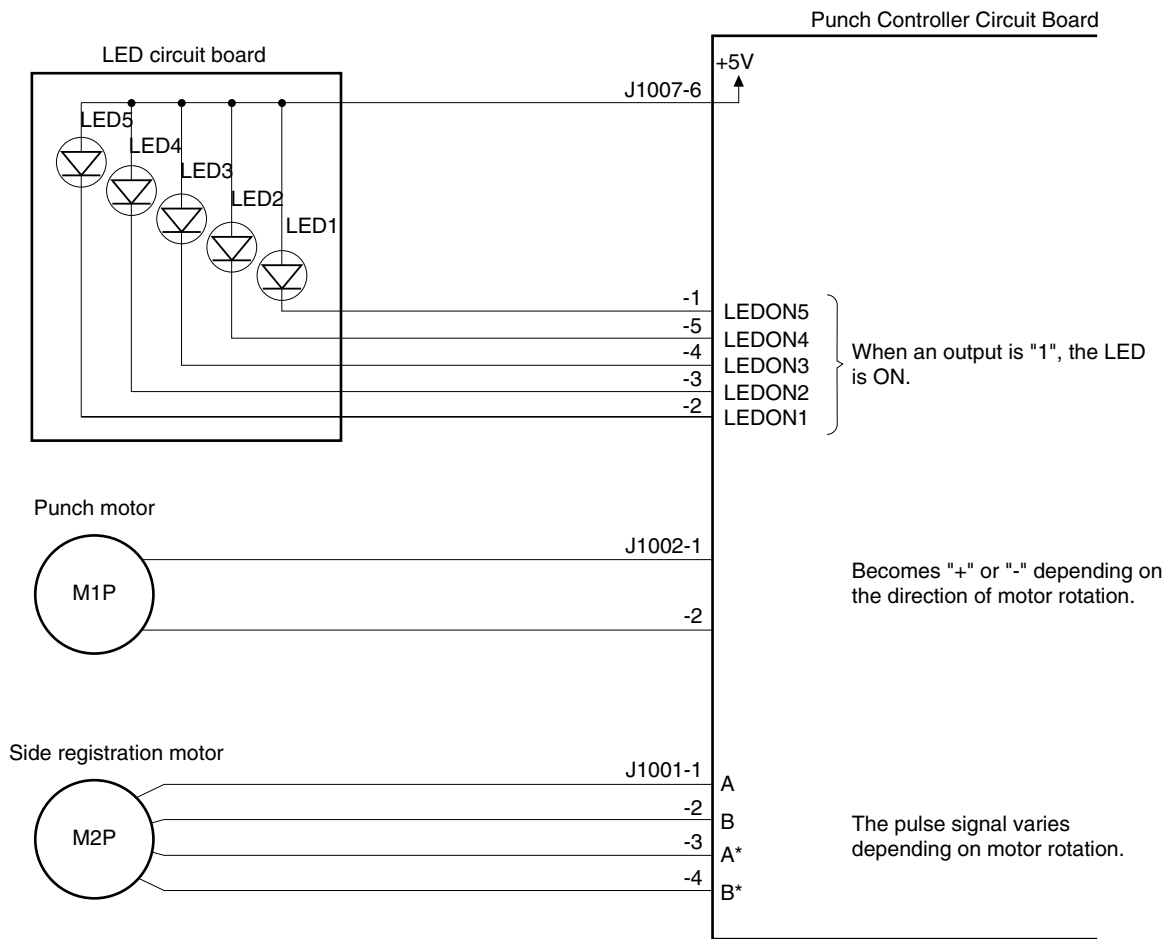 Punch Controller Circuit Board
LED circuit board
+5V
J1007-6
LED5
LED4
LED3
LED2
LED1
-1
LEDON5
-5
LEDON4
-4
LEDON3
-3
LEDON2
-2
LEDON1
When an output is "1", the LED
is ON.
Punch motor
M1P
J1002-1
-2
Becomes "+" or "-" depending on
the direction of motor rotation.
Side registration motor
M2P
J1001-1
A
-2
B
-3
A*
-4
B*
The pulse signal varies
depending on motor rotation.